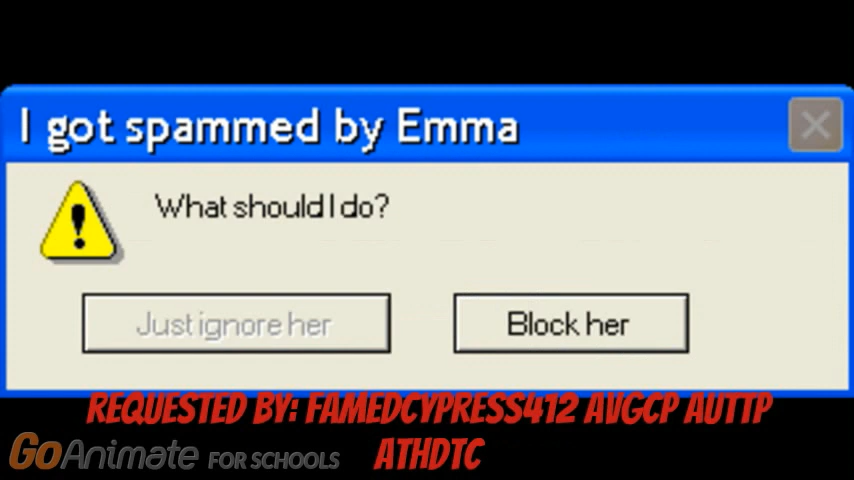 I got spammed by Emma
What should I do?
Just ignore her
Block her
REQUESTED BY: FAMEDCYPRESS412 AVGCP AUTTP
ATHDTC
GoAnimate FOR SCHOOLS